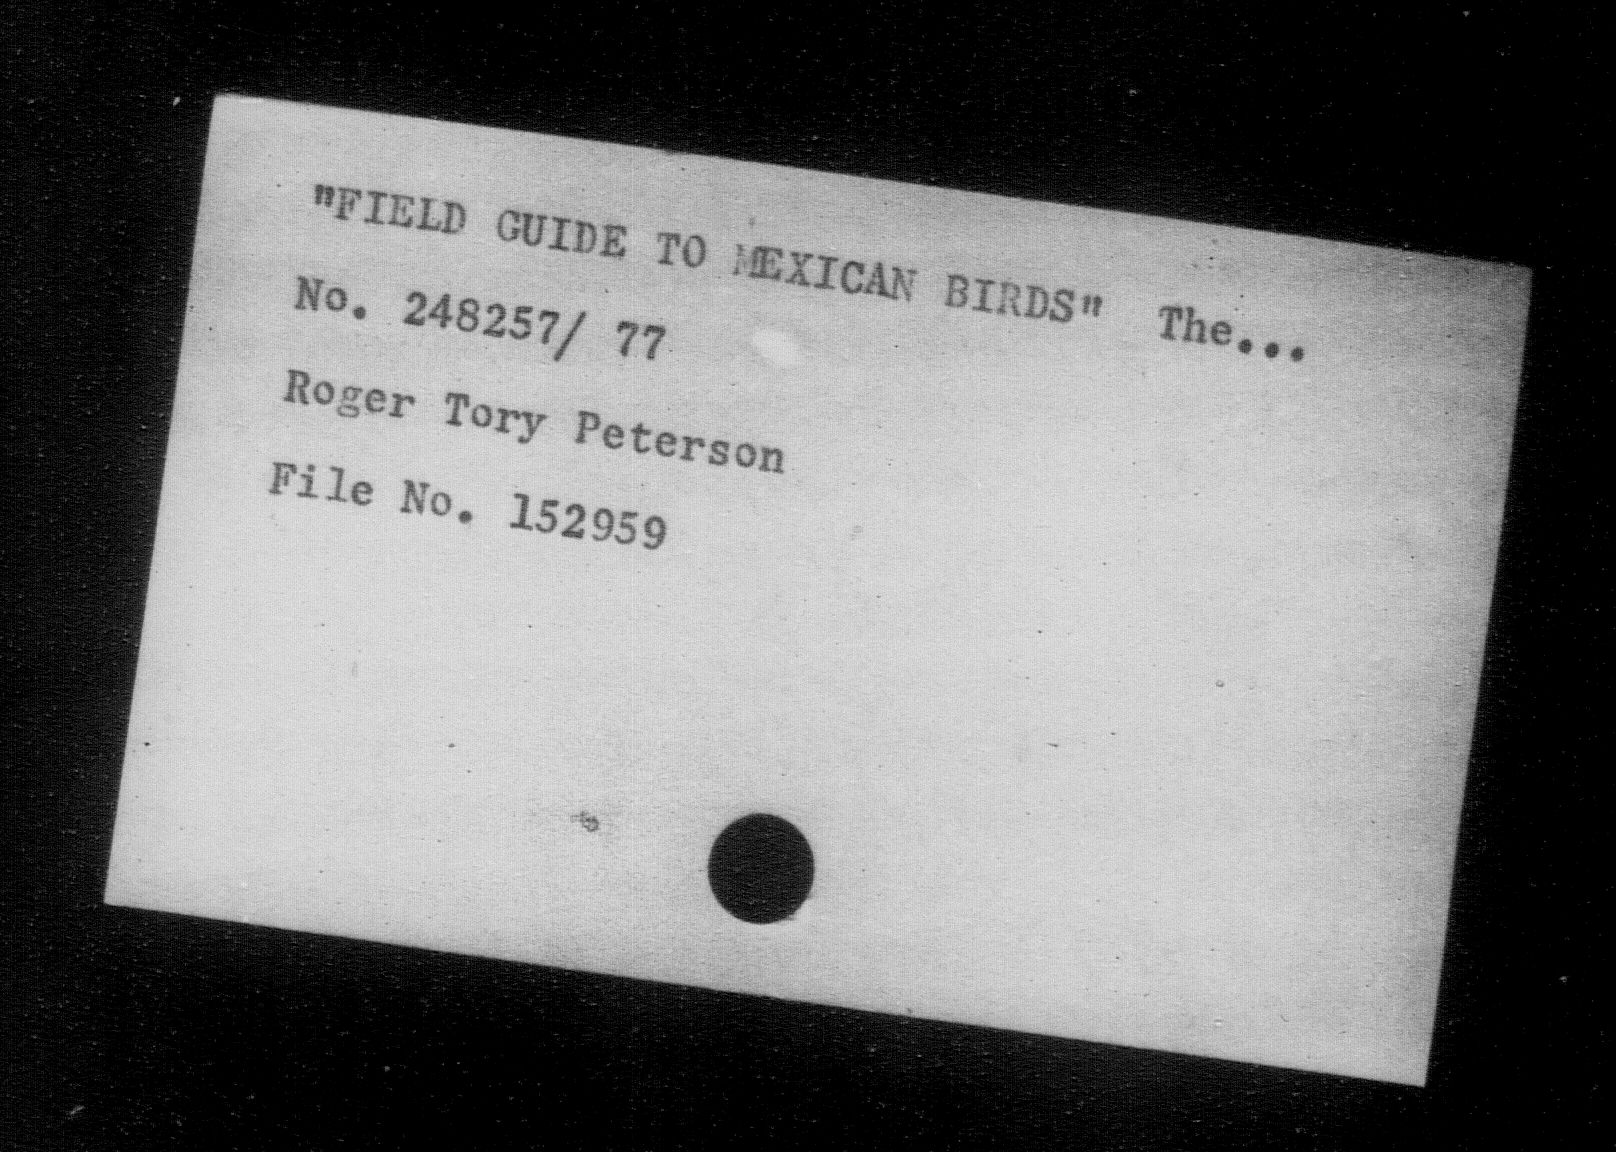 "FIELD GUIDE TO MEXICAN BIRDS" The...
No. 248257/ 77
Roger Tory Peterson
File No. 152959